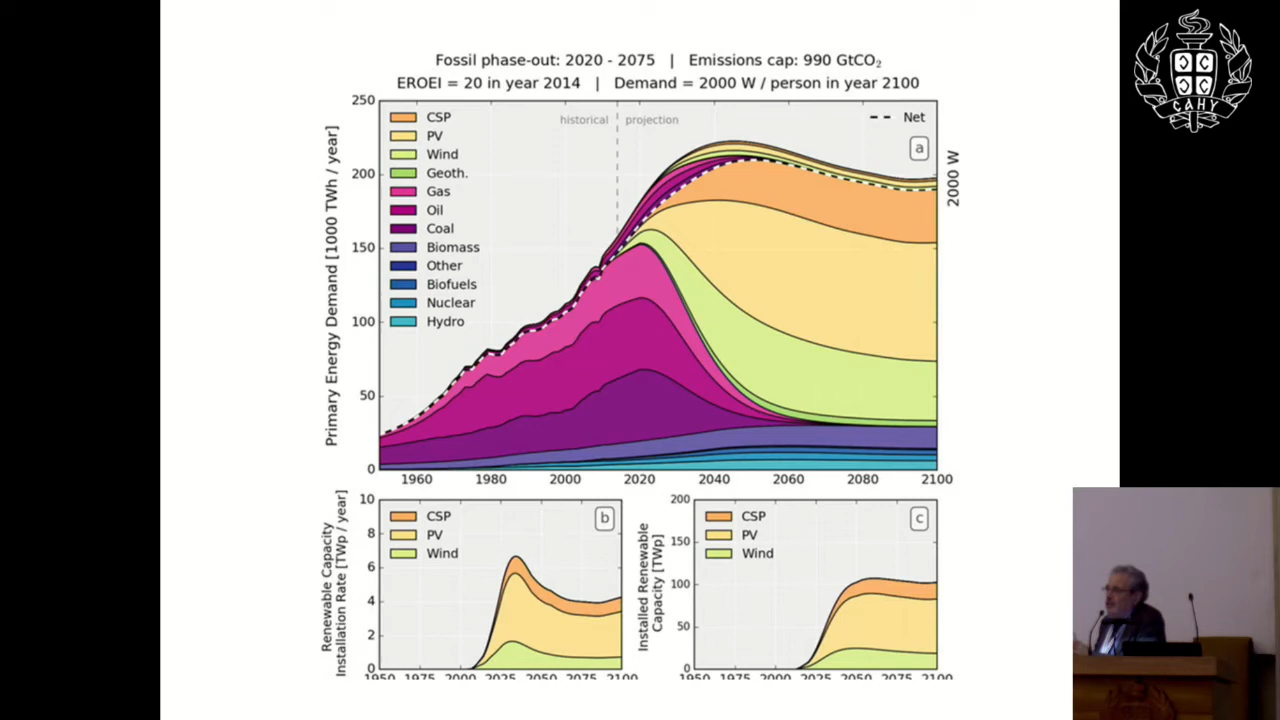 Fossil phase-out: 2020 - 2075 | Emissions cap: 990 GtCO₂
EROEI = 20 in year 2014 | Demand = 2000 W / person in year 2100
Primary Energy Demand [1000 TWh / year]
250
200
150
100
50
0
CSP
PV
Wind
Geoth.
Gas
Oil
Coal
Biomass
Other
Biofuels
Nuclear
Hydro
historical
projection
Net
a
2000 W
1960 1980 2000 2020 2040 2060 2080 2100
Renewable Capacity
Installation Rate [TWp / year]
10
8
6
4
2
0
CSP
PV
Wind
b
1950 1975 2000 2025 2050 2075 2100
Installed Renewable
Capacity [TWp]
200
150
100
50
0
CSP
PV
Wind
c
1950 1975 2000 2025 2050 2075 2100
САНУ